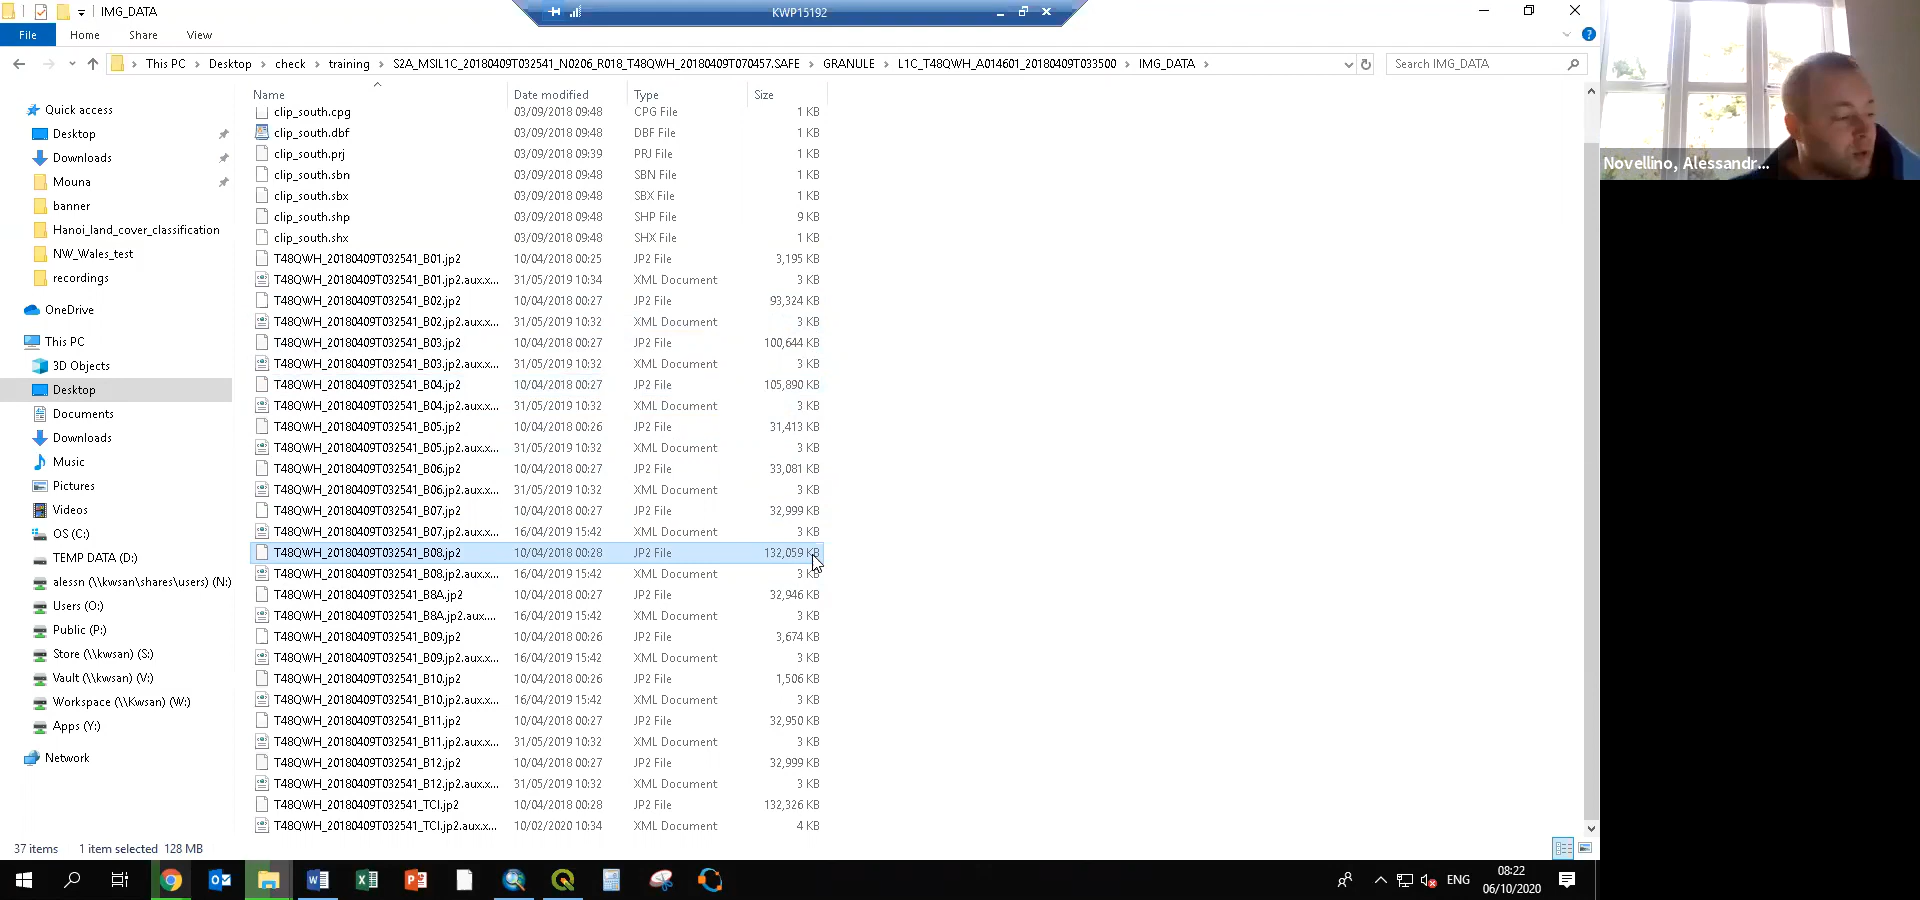 IMG_DATA
KWP15192
File Home Share View
This PC Desktop check training S2A_MSIL1C_20180409T032541_N0206_R018_T48QWH_20180409T070457.SAFE GRANULE L1C_T48QWH_A014601_20180409T033500 IMG_DATA
Search IMG_DATA
Name Date modified Type Size
clip_south.cpg 03/09/2018 09:48 CPG File 1 KB
clip_south.dbf 03/09/2018 09:48 DBF File 1 KB
clip_south.prj 03/09/2018 09:39 PRJ File 1 KB
clip_south.sbn 03/09/2018 09:48 SBN File 1 KB
clip_south.sbx 03/09/2018 09:48 SBX File 1 KB
clip_south.shp 03/09/2018 09:48 SHP File 9 KB
clip_south.shx 03/09/2018 09:48 SHX File 1 KB
T48QWH_20180409T032541_B01.jp2 10/04/2018 00:25 JP2 File 3,195 KB
T48QWH_20180409T032541_B01.jp2.aux.x... 31/05/2019 10:34 XML Document 3 KB
T48QWH_20180409T032541_B02.jp2 10/04/2018 00:27 JP2 File 93,324 KB
T48QWH_20180409T032541_B02.jp2.aux.x... 31/05/2019 10:32 XML Document 3 KB
T48QWH_20180409T032541_B03.jp2 10/04/2018 00:27 JP2 File 100,644 KB
T48QWH_20180409T032541_B03.jp2.aux.x... 31/05/2019 10:32 XML Document 3 KB
T48QWH_20180409T032541_B04.jp2 10/04/2018 00:27 JP2 File 105,890 KB
T48QWH_20180409T032541_B04.jp2.aux.x... 31/05/2019 10:32 XML Document 3 KB
T48QWH_20180409T032541_B05.jp2 10/04/2018 00:26 JP2 File 31,413 KB
T48QWH_20180409T032541_B05.jp2.aux.x... 31/05/2019 10:32 XML Document 3 KB
T48QWH_20180409T032541_B06.jp2 10/04/2018 00:27 JP2 File 33,081 KB
T48QWH_20180409T032541_B06.jp2.aux.x... 31/05/2019 10:32 XML Document 3 KB
T48QWH_20180409T032541_B07.jp2 10/04/2018 00:27 JP2 File 32,999 KB
T48QWH_20180409T032541_B07.jp2.aux.x... 16/04/2019 15:42 XML Document 3 KB
T48QWH_20180409T032541_B08.jp2 10/04/2018 00:28 JP2 File 132,059 KB
T48QWH_20180409T032541_B08.jp2.aux.x... 16/04/2019 15:42 XML Document 3 KB
T48QWH_20180409T032541_B8A.jp2 10/04/2018 00:27 JP2 File 32,946 KB
T48QWH_20180409T032541_B8A.jp2.aux.... 16/04/2019 15:42 XML Document 3 KB
T48QWH_20180409T032541_B09.jp2 10/04/2018 00:26 JP2 File 3,674 KB
T48QWH_20180409T032541_B09.jp2.aux.x... 16/04/2019 15:42 XML Document 3 KB
T48QWH_20180409T032541_B10.jp2 10/04/2018 00:26 JP2 File 1,506 KB
T48QWH_20180409T032541_B10.jp2.aux.x... 16/04/2019 15:42 XML Document 3 KB
T48QWH_20180409T032541_B11.jp2 10/04/2018 00:27 JP2 File 32,950 KB
T48QWH_20180409T032541_B11.jp2.aux.x... 31/05/2019 10:32 XML Document 3 KB
T48QWH_20180409T032541_B12.jp2 10/04/2018 00:27 JP2 File 32,999 KB
T48QWH_20180409T032541_B12.jp2.aux.x... 31/05/2019 10:32 XML Document 3 KB
T48QWH_20180409T032541_TCI.jp2 10/04/2018 00:28 JP2 File 132,326 KB
T48QWH_20180409T032541_TCI.jp2.aux.x... 10/02/2020 10:34 XML Document 4 KB
Quick access
Desktop
Downloads
Mouna
banner
Hanoi_land_cover_classification
NW_Wales_test
recordings
OneDrive
This PC
3D Objects
Desktop
Documents
Downloads
Music
Pictures
Videos
OS (C:)
TEMP DATA (D:)
alessn (\\kwsan\shares\users) (N:)
Users (O:)
Public (P:)
Store (\\kwsan) (S:)
Vault (\\kwsan) (V:)
Workspace (\\Kwsan) (W:)
Apps (Y:)
Network
37 items 1 item selected 128 MB
Novellino, Alessandr...
ENG
08:22
06/10/2020